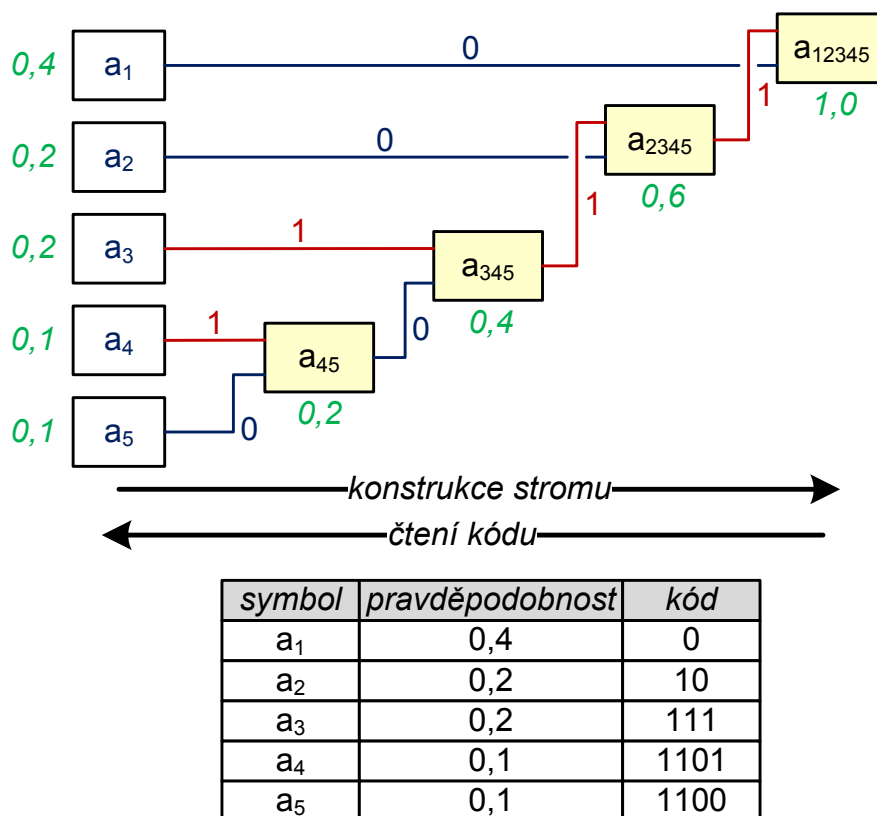 0
0,4 a₁ a₁₂₃₄₅
1 1,0
0
0,2 a₂ a₂₃₄₅
1 0,6
1
0,2 a₃ a₃₄₅
1 0 0,4
0,1 a₄ a₄₅
0,1 a₅ 0 0,2
konstrukce stromu
čtení kódu
symbol pravděpodobnost kód
a₁ 0,4 0
a₂ 0,2 10
a₃ 0,2 111
a₄ 0,1 1101
a₅ 0,1 1100